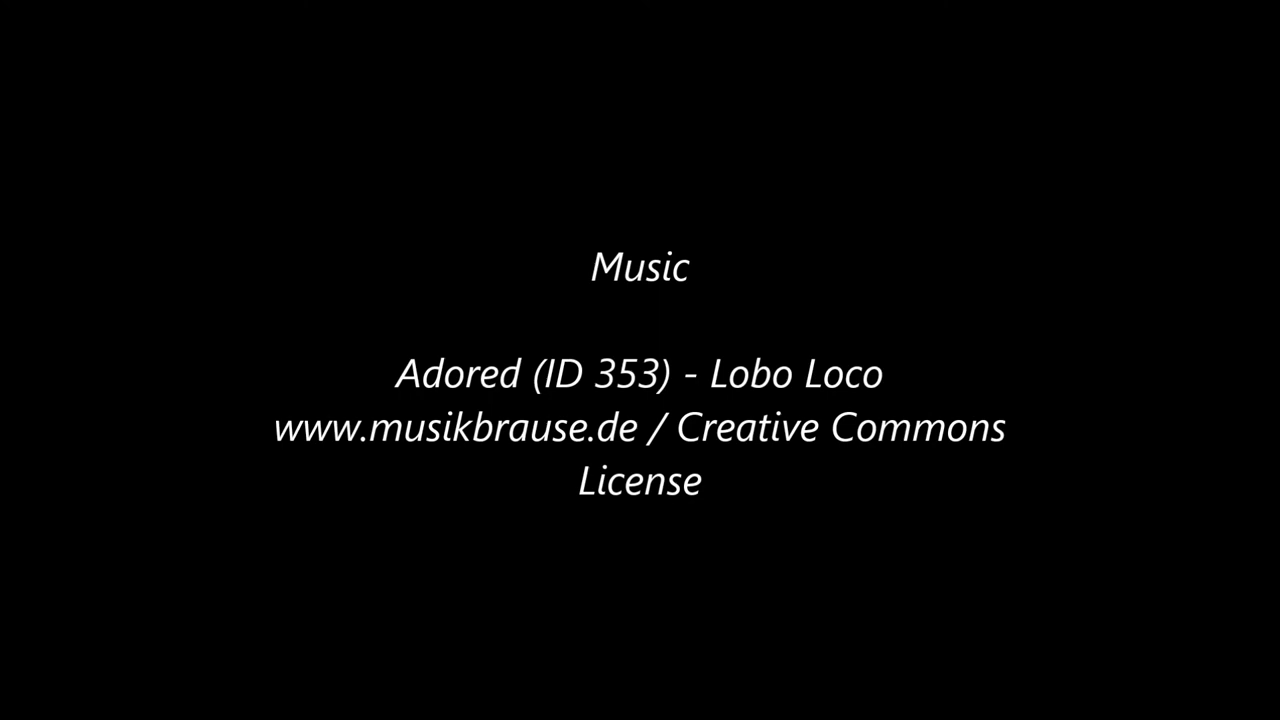 Music
Adored (ID 353) - Lobo Loco
www.musikbrause.de / Creative Commons
License